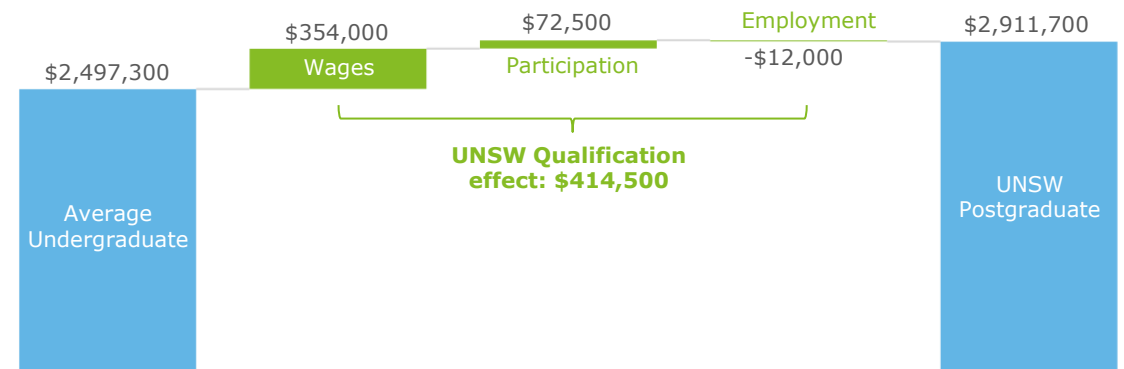 $2,497,300
Average
Undergraduate
$354,000
Wages
$72,500
Participation
Employment
-$12,000
UNSW Qualification
effect: $414,500
$2,911,700
UNSW
Postgraduate